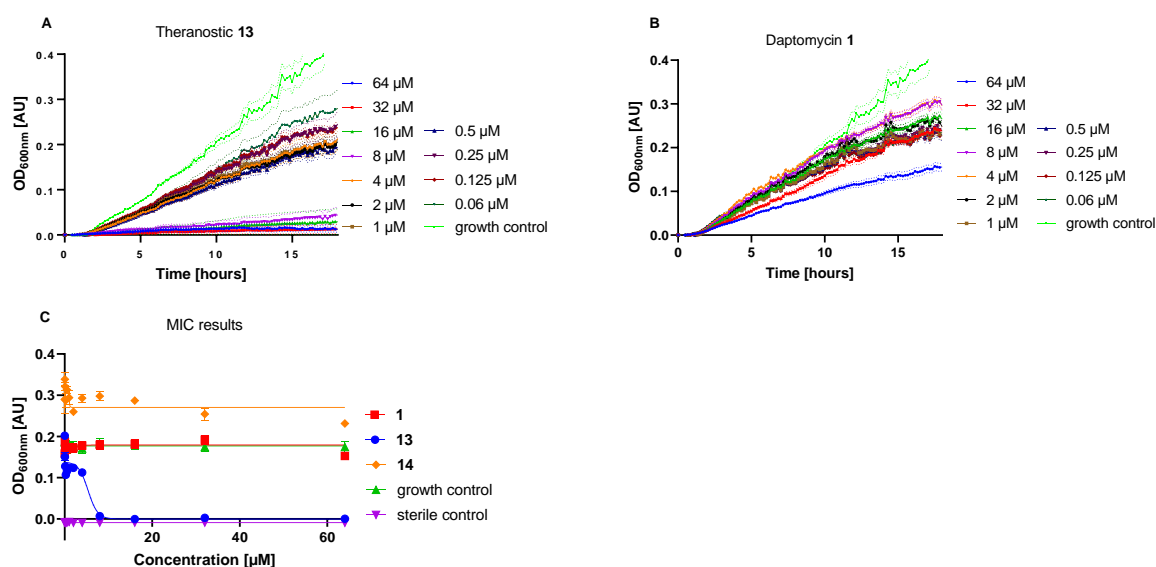 A
Theranostic 13
OD600nm [AU]
0.4
0.3
0.2
0.1
0.0
0
5
10
15
Time [hours]
64 µM
32 µM
16 µM
8 µM
4 µM
2 µM
1 µM
0.5 µM
0.25 µM
0.125 µM
0.06 µM
growth control
B
Daptomycin 1
OD600nm [AU]
0.4
0.3
0.2
0.1
0.0
0
5
10
15
Time [hours]
64 µM
32 µM
16 µM
8 µM
4 µM
2 µM
1 µM
0.5 µM
0.25 µM
0.125 µM
0.06 µM
growth control
C
MIC results
OD600nm [AU]
0.4
0.3
0.2
0.1
0.0
20
40
60
Concentration [µM]
1
13
14
growth control
sterile control